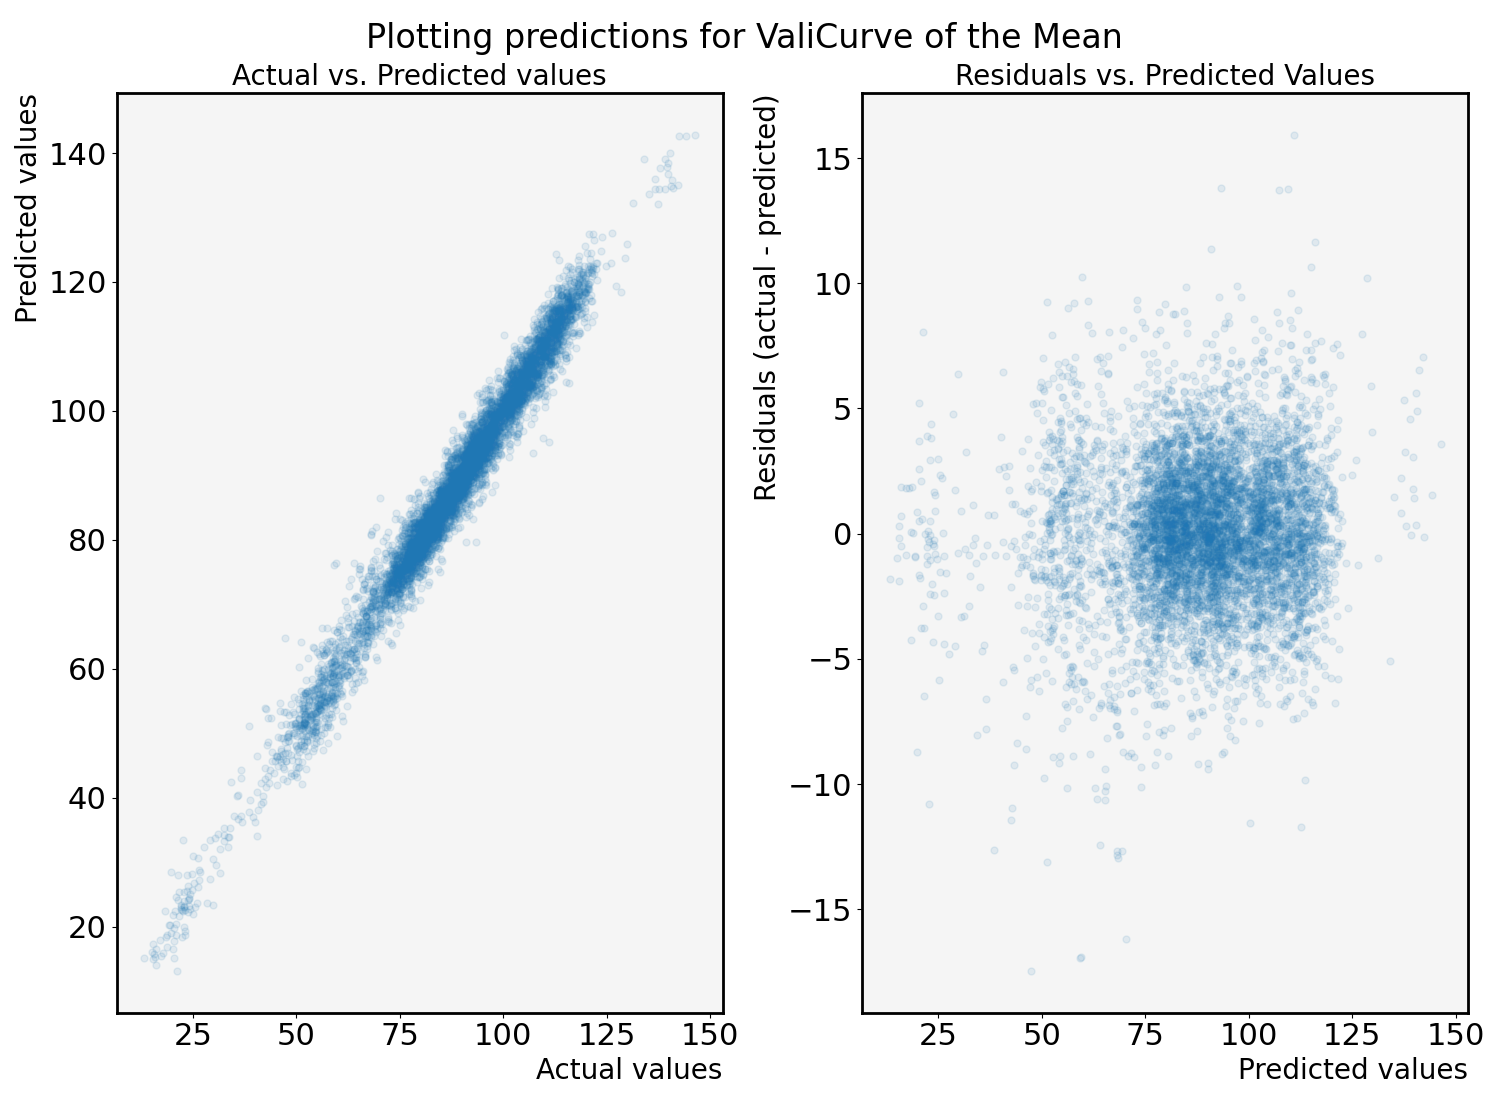 Plotting predictions for ValiCurve of the Mean
Actual vs. Predicted values
Predicted values
140
120
100
80
60
40
20
25 50 75 100 125 150
Actual values
Residuals vs. Predicted Values
Residuals (actual - predicted)
15
10
5
0
−5
−10
−15
25 50 75 100 125 150
Predicted values